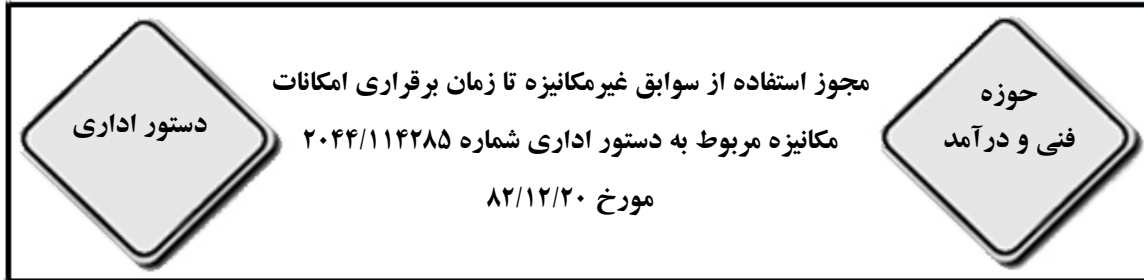 حوزه
فنی و درآمد
مجوز استفاده از سوابق غیرمکانیزه تا زمان برقراری امکانات
مکانیزه مربوط به دستور اداری شماره ۲۰۴۴/۱۱۴۲۸۵
مورخ ۸۲/۱۲/۲۰
دستور اداری